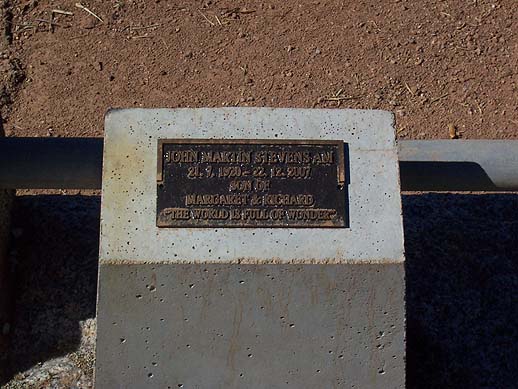 JOHN MARTIN STEVENS AM
21. 7. 1920 - 22. 12. 2007
SON OF
MARGARET & RICHARD
"THE WORLD IS FULL OF WONDER"